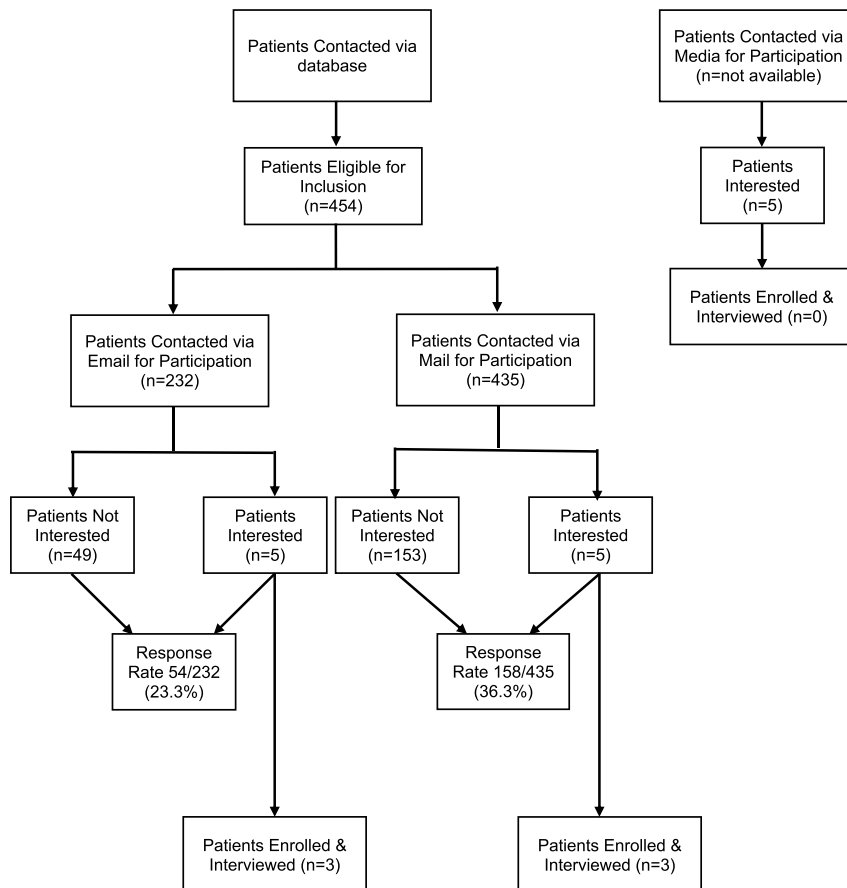 Patients Contacted via
database
Patients Contacted via
Media for Participation
(n=not available)
Patients Eligible for
Inclusion
(n=454)
Patients
Interested
(n=5)
Patients Enrolled &
Interviewed (n=0)
Patients Contacted via
Email for Participation
(n=232)
Patients Contacted via
Mail for Participation
(n=435)
Patients Not
Interested
(n=49)
Patients
Interested
(n=5)
Patients Not
Interested
(n=153)
Patients
Interested
(n=5)
Response
Rate 54/232
(23.3%)
Response
Rate 158/435
(36.3%)
Patients Enrolled &
Interviewed (n=3)
Patients Enrolled &
Interviewed (n=3)